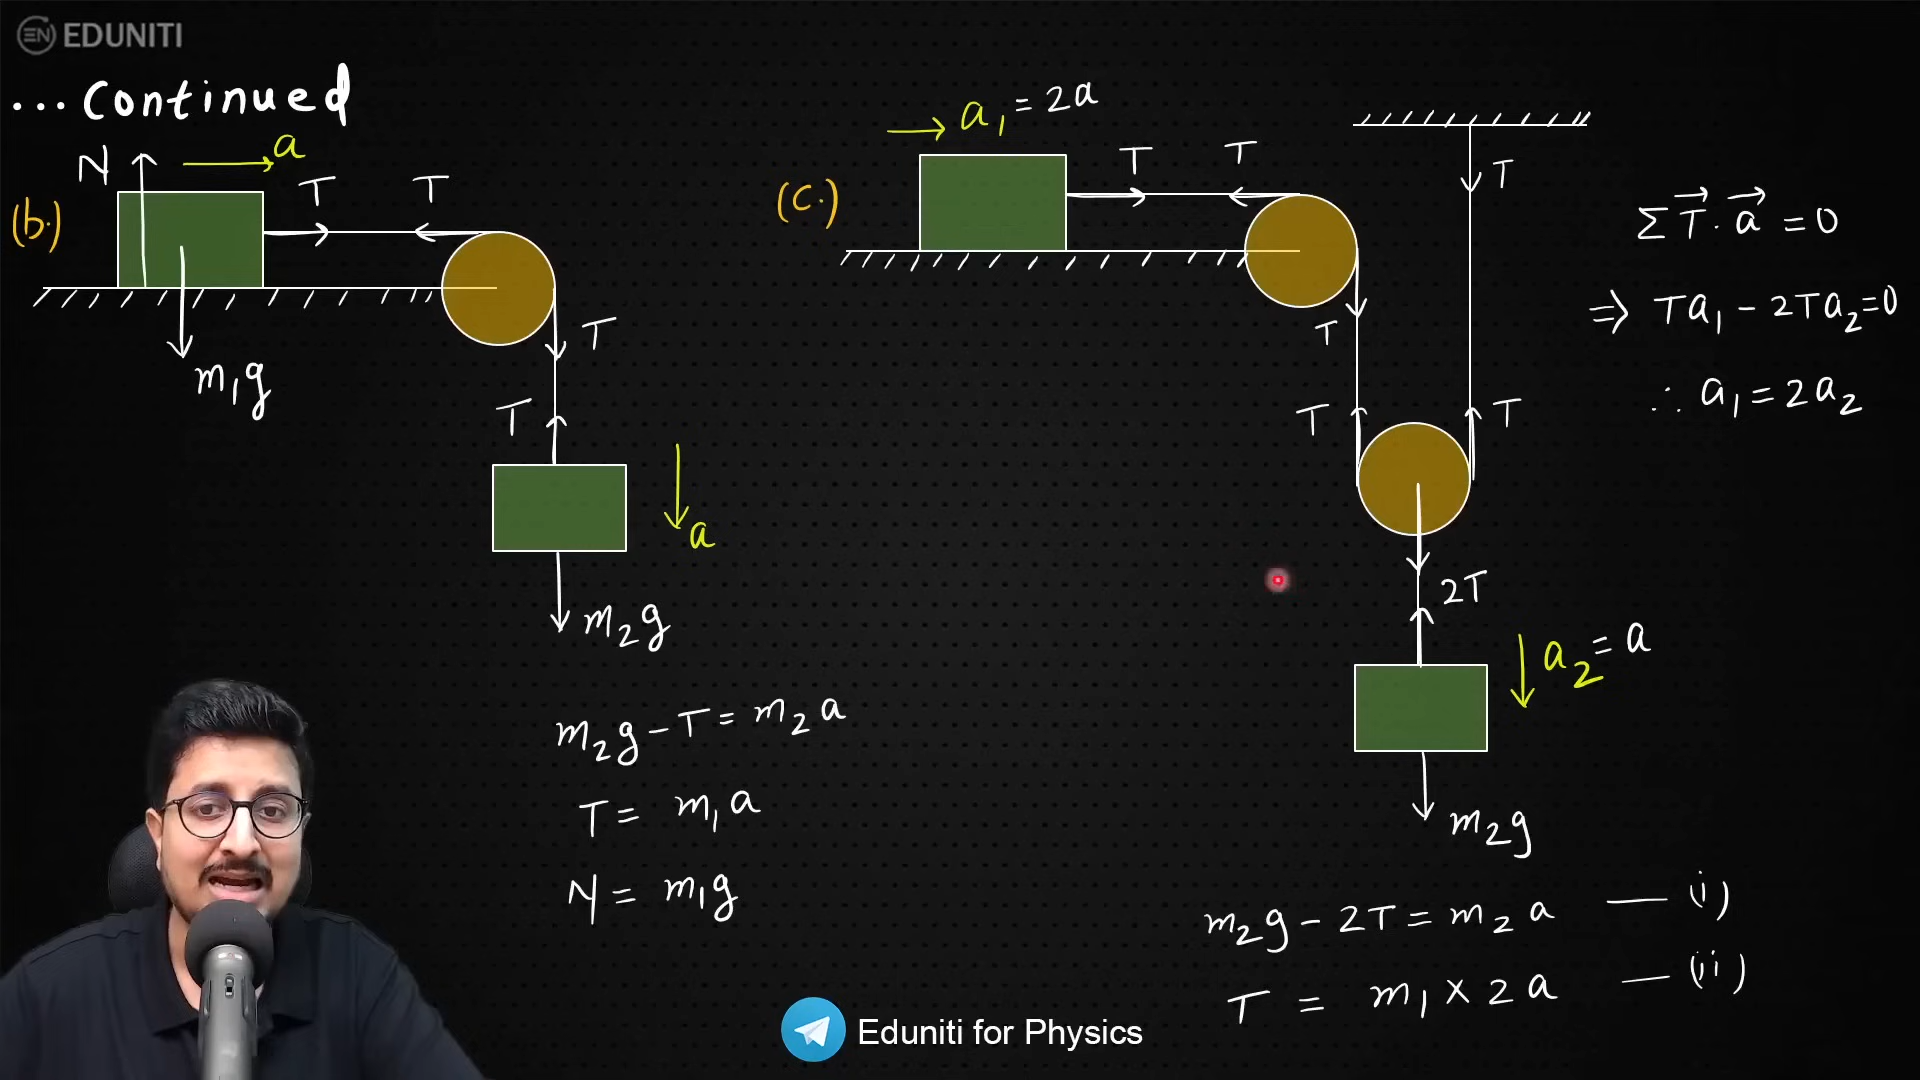 EN EDUNITI
... Continued
(b.)
N
a
T
T
m₁g
T
T
a
m₂g
m₂g - T = m₂a
T = m₁a
N = m₁g
(c.)
a₁ = 2a
T
T
T
T
T
T
2T
a₂ = a
m₂g
Σ T⃗ . a⃗ = 0
⇒ Ta₁ - 2Ta₂ = 0
∴ a₁ = 2a₂
m₂g - 2T = m₂a — (i)
T = m₁ × 2a — (ii)
Eduniti for Physics